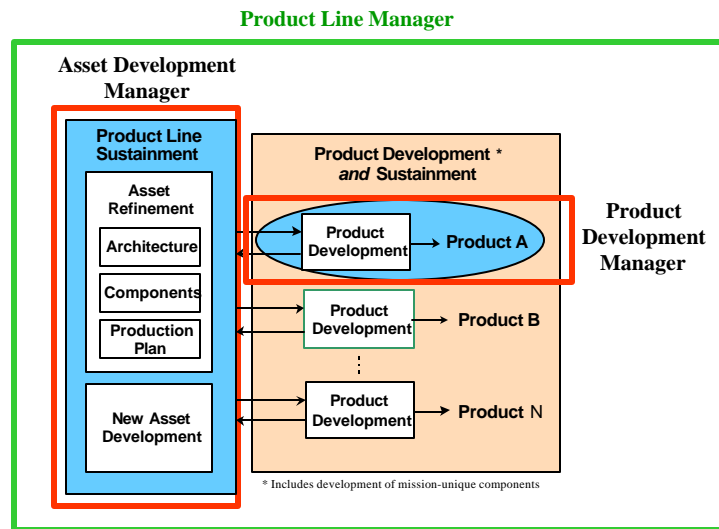 Product Line Manager
Asset Development
Manager
Product Line
Sustainment
Asset
Refinement
Architecture
Components
Production
Plan
New Asset
Development
Product Development *
and Sustainment
Product
Development
Product A
Product
Development
Product B
Product
Development
Product N
* Includes development of mission-unique components
Product
Development
Manager